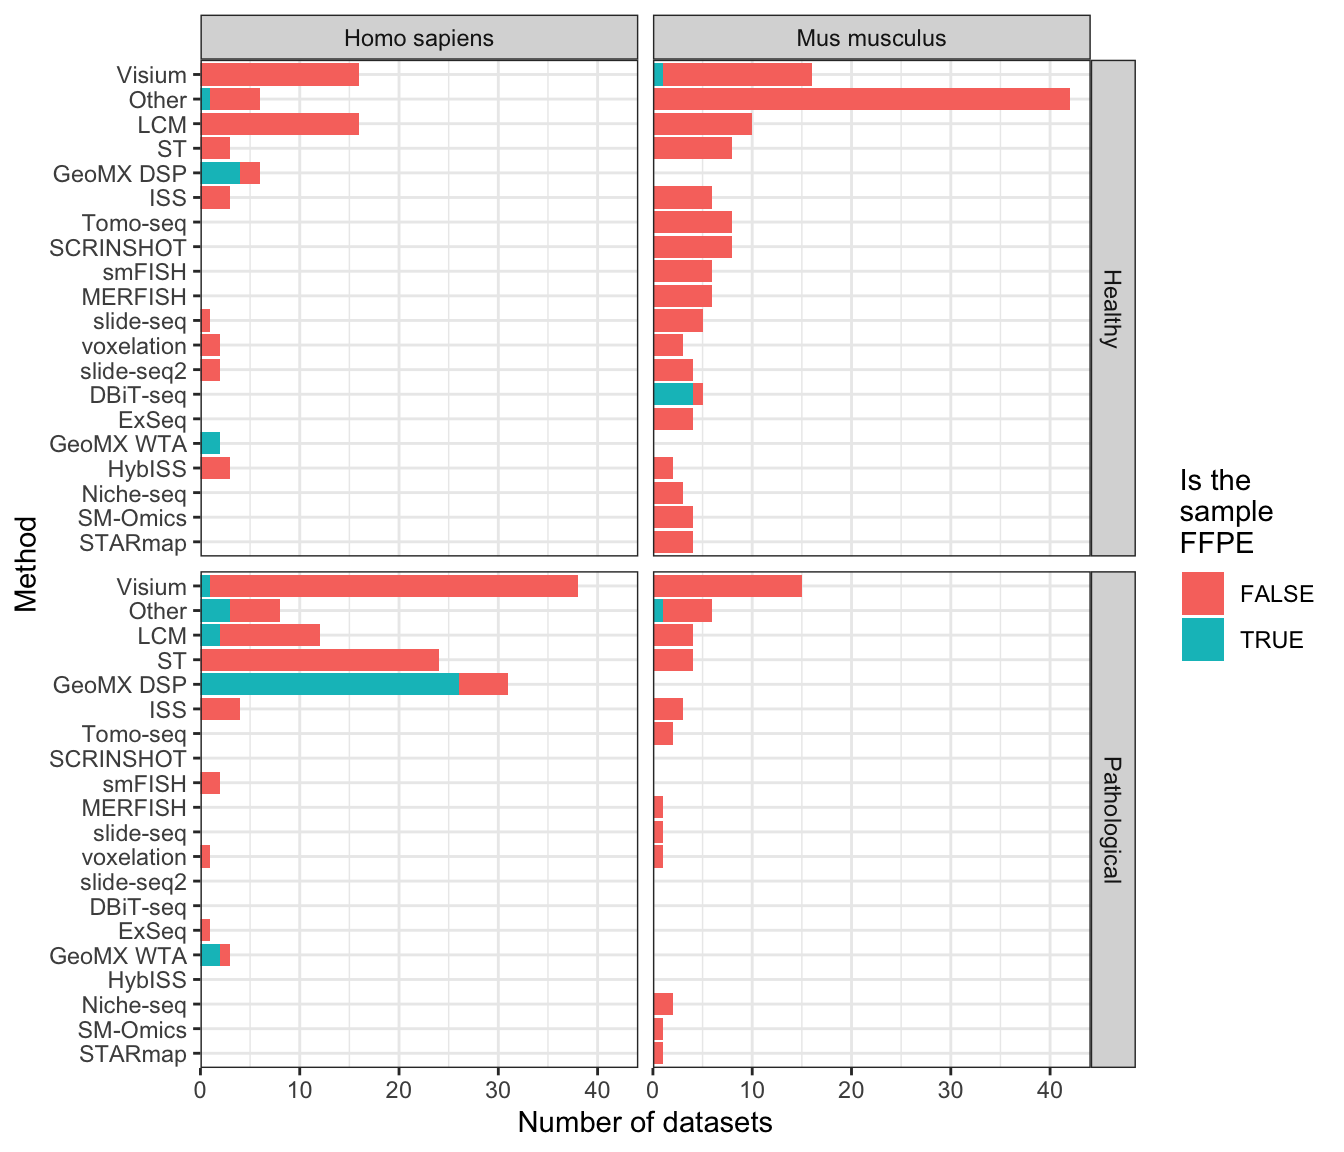 Homo sapiens
Mus musculus
Visium
Other
LCM
ST
GeoMX DSP
ISS
Tomo-seq
SCRINSHOT
smFISH
MERFISH
slide-seq
voxelation
slide-seq2
DBiT-seq
ExSeq
GeoMX WTA
HybISS
Niche-seq
SM-Omics
STARmap
Healthy
Visium
Other
LCM
ST
GeoMX DSP
ISS
Tomo-seq
SCRINSHOT
smFISH
MERFISH
slide-seq
voxelation
slide-seq2
DBiT-seq
ExSeq
GeoMX WTA
HybISS
Niche-seq
SM-Omics
STARmap
Pathological
Method
0 10 20 30 40
0 10 20 30 40
Number of datasets
Is the
sample
FFPE
FALSE
TRUE